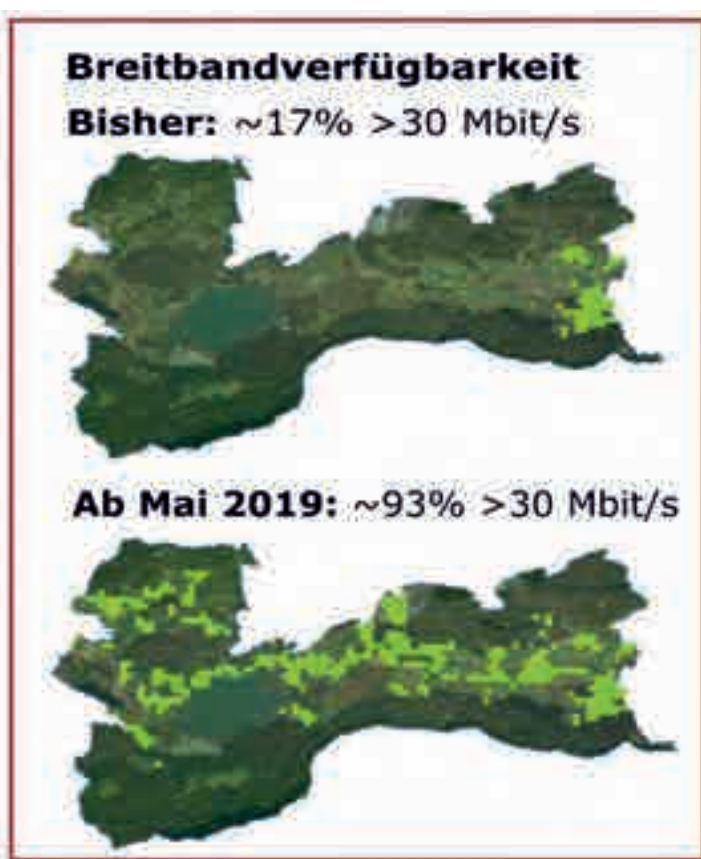 Breitbandverfügbarkeit
Bisher: ~17% >30 Mbit/s
Ab Mai 2019: ~93% >30 Mbit/s